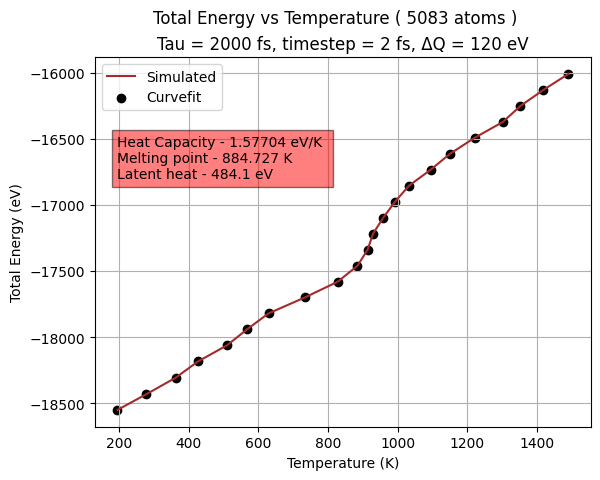 Total Energy vs Temperature ( 5083 atoms )
Tau = 2000 fs, timestep = 2 fs, ΔQ = 120 eV
Simulated
Curvefit
Heat Capacity - 1.57704 eV/K
Melting point - 884.727 K
Latent heat - 484.1 eV
Total Energy (eV)
−16000
−16500
−17000
−17500
−18000
−18500
200 400 600 800 1000 1200 1400
Temperature (K)